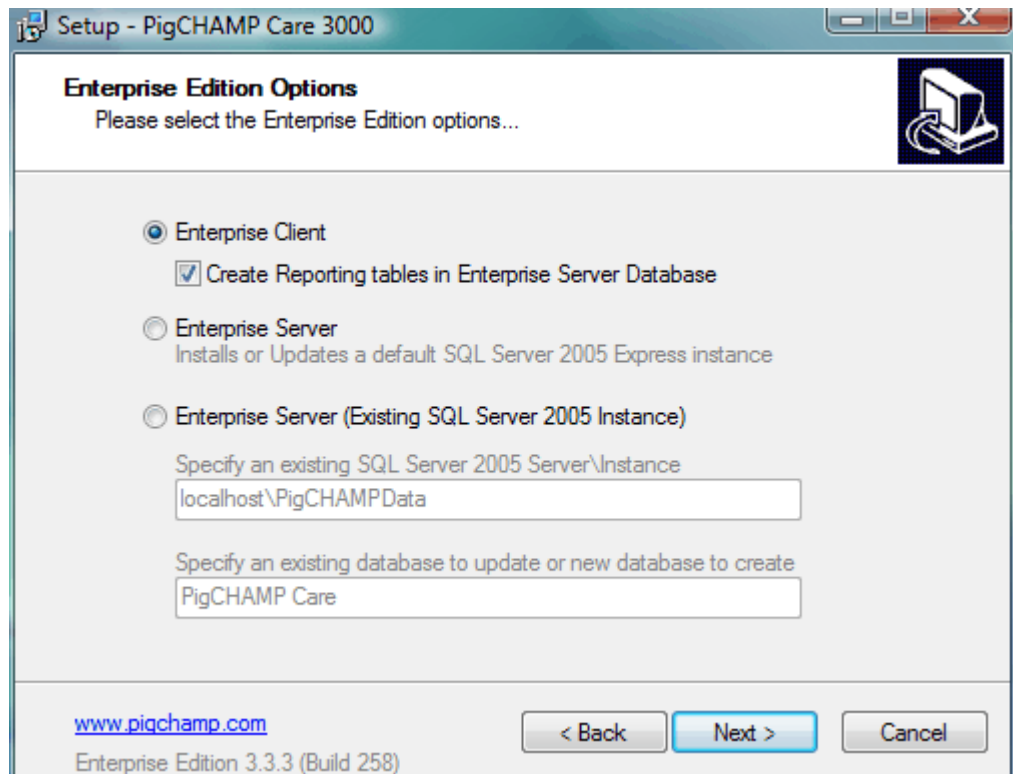 Setup - PigCHAMP Care 3000
Enterprise Edition Options
Please select the Enterprise Edition options...
Enterprise Client
Create Reporting tables in Enterprise Server Database
Enterprise Server
Installs or Updates a default SQL Server 2005 Express instance
Enterprise Server (Existing SQL Server 2005 Instance)
Specify an existing SQL Server 2005 Server\Instance
localhost\PigCHAMPData
Specify an existing database to update or new database to create
PigCHAMP Care
www.pigchamp.com
< Back
Next >
Cancel
Enterprise Edition 3.3.3 (Build 258)